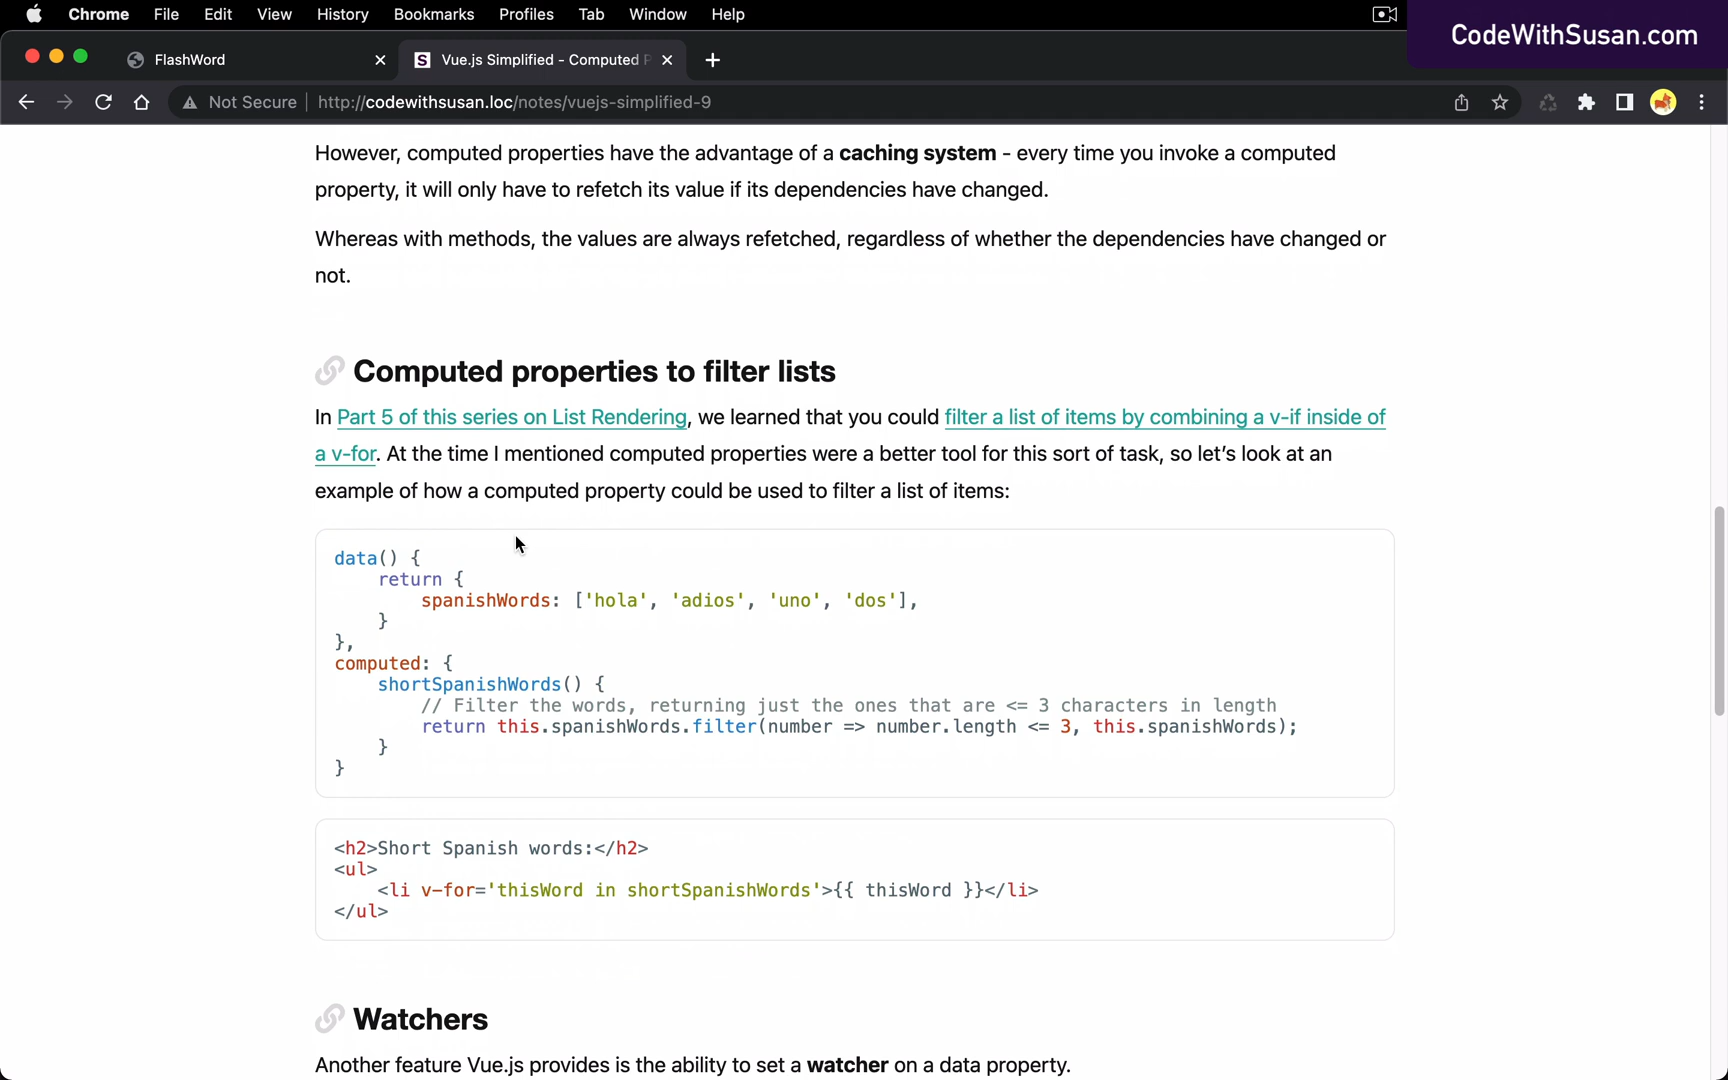 Chrome File Edit View History Bookmarks Profiles Tab Window Help
CodeWithSusan.com
FlashWord
Vue.js Simplified - Computed P
Not Secure http://codewithsusan.loc/notes/vuejs-simplified-9
However, computed properties have the advantage of a caching system - every time you invoke a computed
property, it will only have to refetch its value if its dependencies have changed.
Whereas with methods, the values are always refetched, regardless of whether the dependencies have changed or
not.
Computed properties to filter lists
In Part 5 of this series on List Rendering, we learned that you could filter a list of items by combining a v-if inside of
a v-for. At the time I mentioned computed properties were a better tool for this sort of task, so let's look at an
example of how a computed property could be used to filter a list of items:
data() {
    return {
        spanishWords: ['hola', 'adios', 'uno', 'dos'],
    }
},
computed: {
    shortSpanishWords() {
        // Filter the words, returning just the ones that are <= 3 characters in length
        return this.spanishWords.filter(number => number.length <= 3, this.spanishWords);
    }
}
<h2>Short Spanish words:</h2>
<ul>
    <li v-for='thisWord in shortSpanishWords'>{{ thisWord }}</li>
</ul>
Watchers
Another feature Vue.js provides is the ability to set a watcher on a data property.